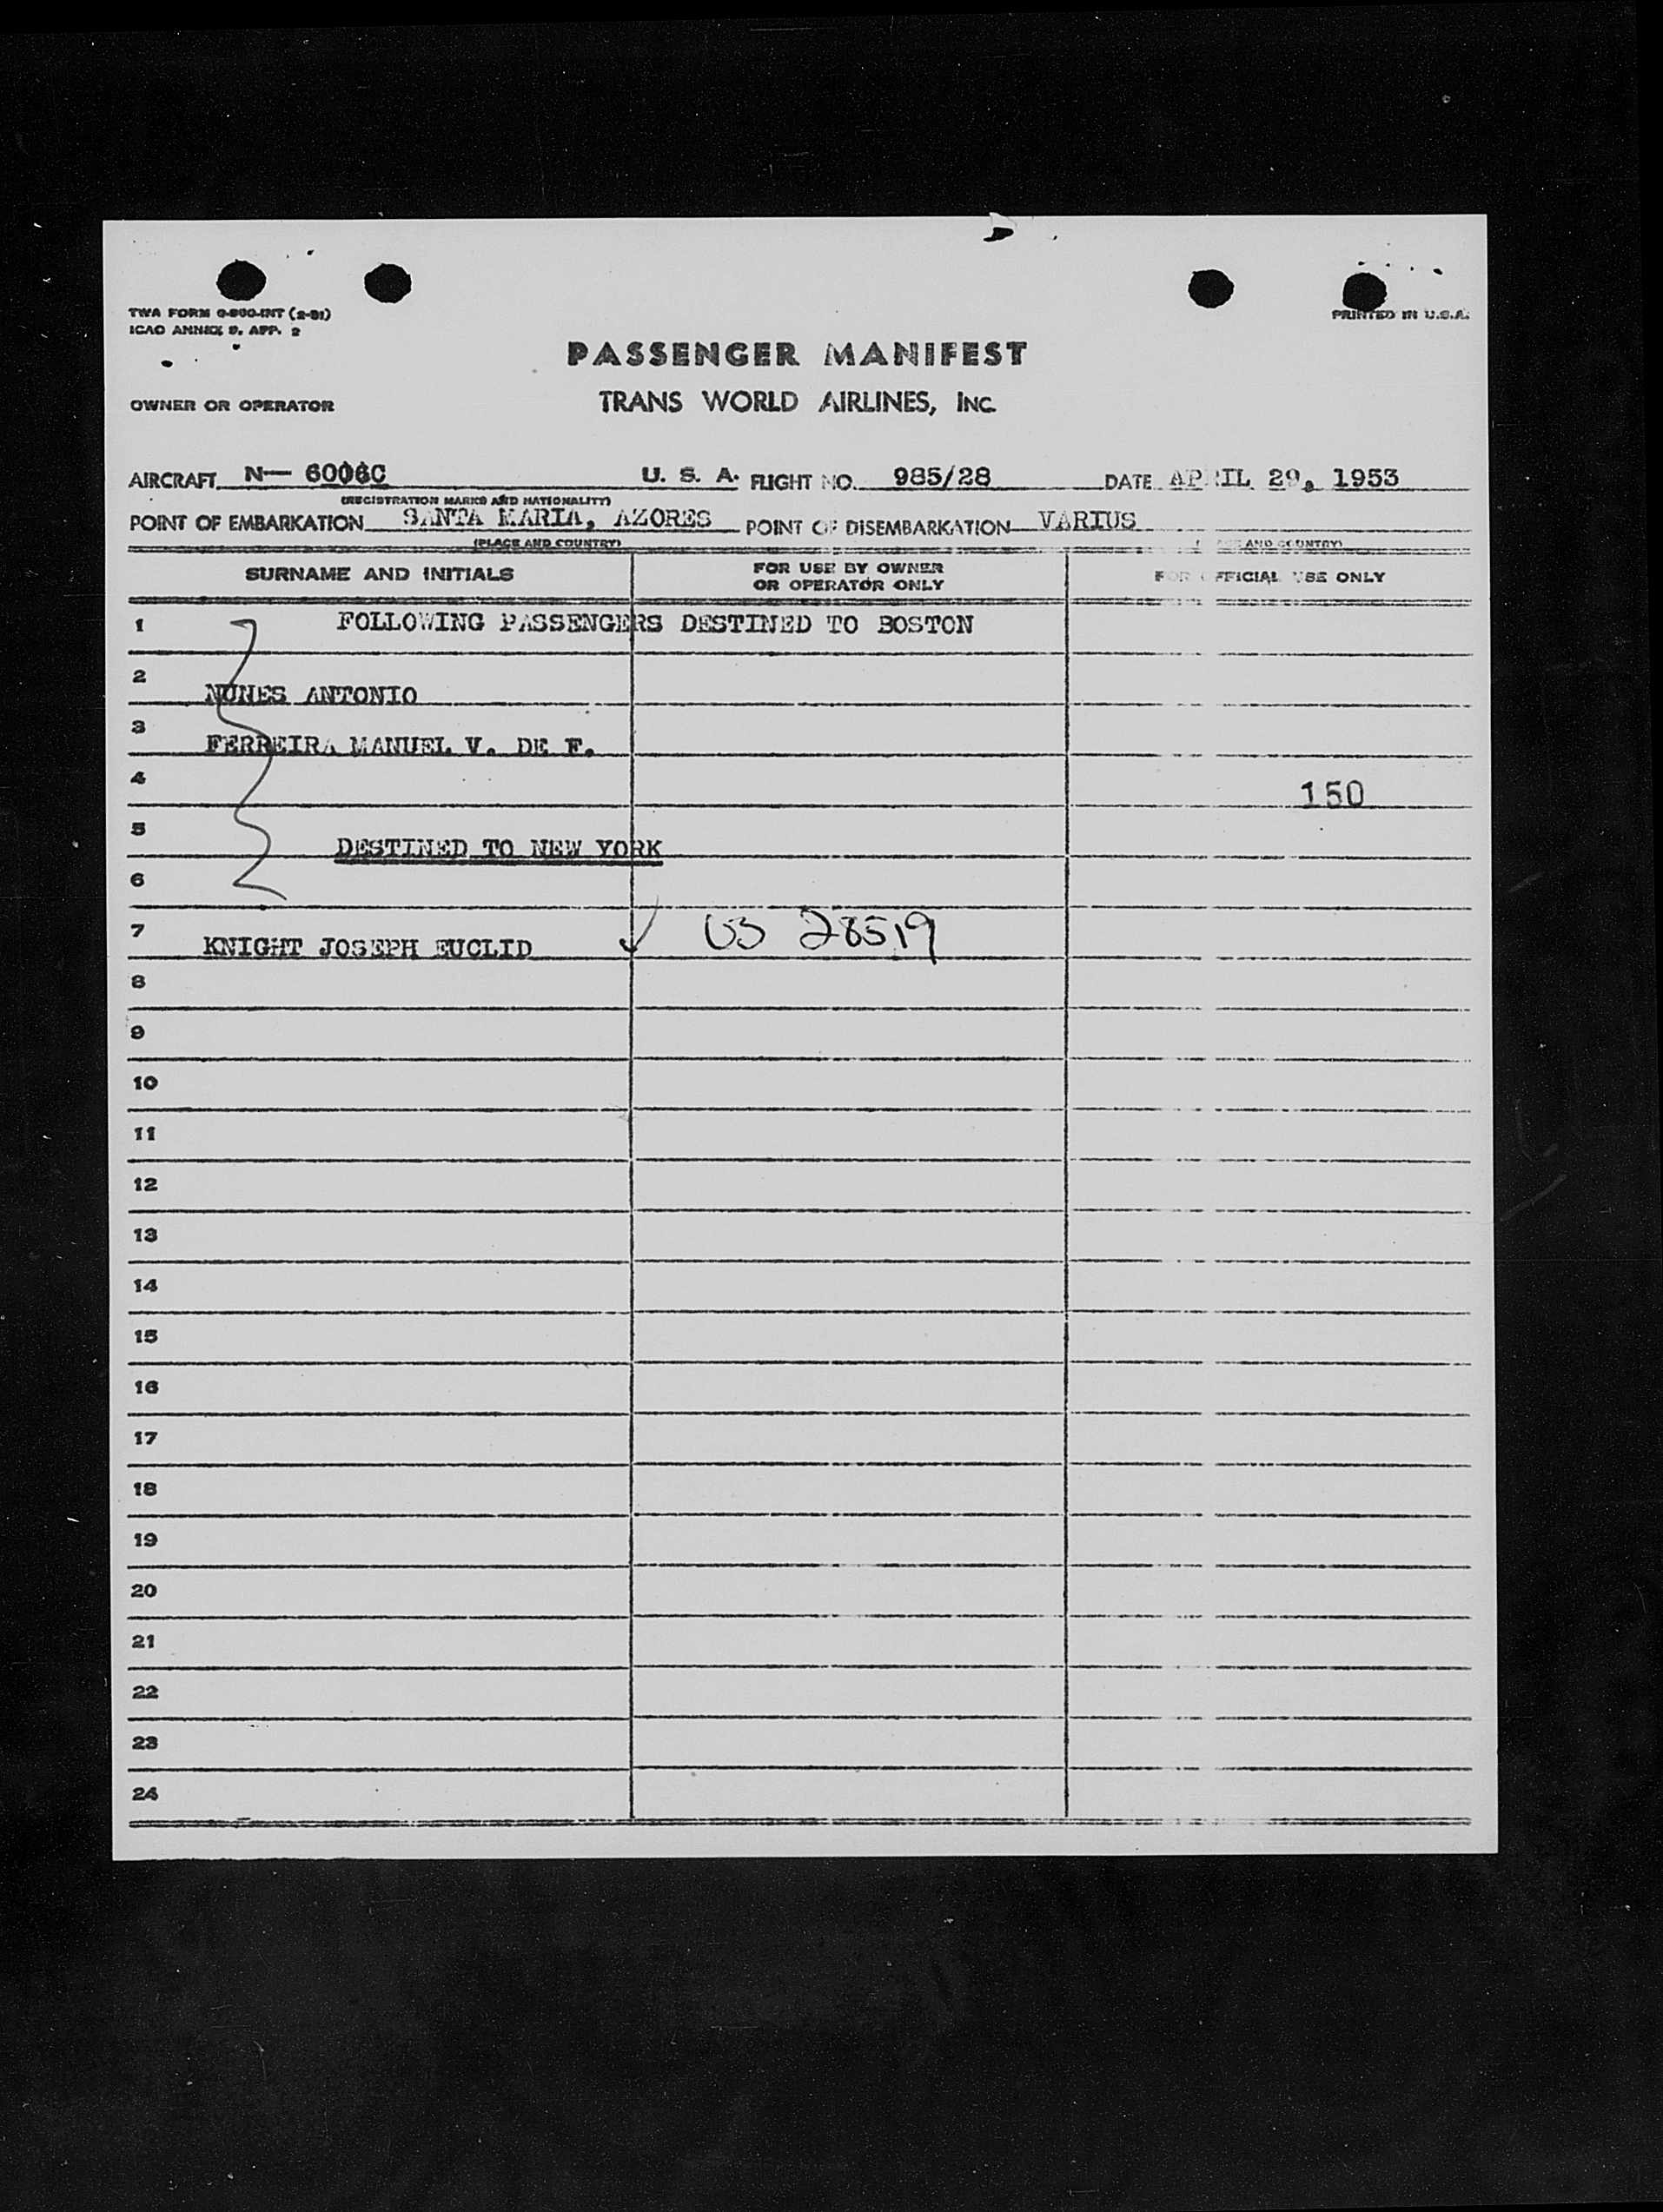 TWA FORM O-800-INT (2-51)
ICAO ANNEX 9, APP. 2
PRINTED IN U.S.A.
PASSENGER MANIFEST
OWNER OR OPERATOR TRANS WORLD AIRLINES, INC.
AIRCRAFT N— 6006C U. S. A. FLIGHT NO. 985/28 DATE APRIL 29, 1953
(REGISTRATION MARKS AND NATIONALITY)
POINT OF EMBARKATION SANTA MARIA, AZORES POINT OF DISEMBARKATION VARIUS
(PLACE AND COUNTRY) (PLACE AND COUNTRY)
SURNAME AND INITIALS FOR USE BY OWNER OR OPERATOR ONLY FOR OFFICIAL USE ONLY
1 FOLLOWING PASSENGERS DESTINED TO BOSTON
2 NUNES ANTONIO
3 FERREIRA MANUEL V. DE F.
4 150
5 DESTINED TO NEW YORK
6
7 KNIGHT JOSEPH EUCLID 28519
8
9
10
11
12
13
14
15
16
17
18
19
20
21
22
23
24